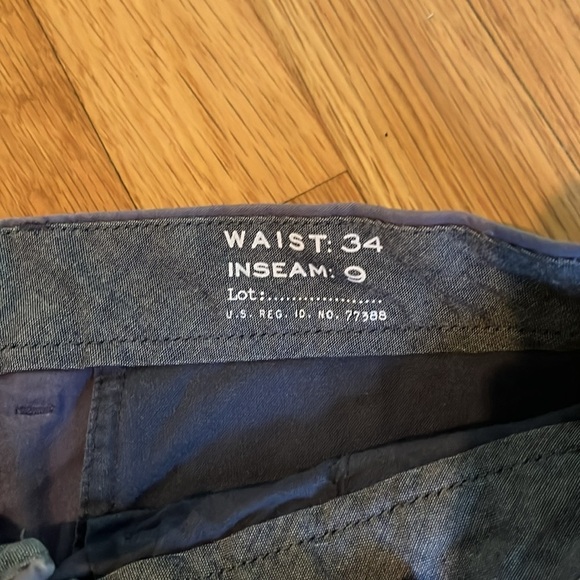 WAIST: 34
INSEAM: 9
Lot:....................
U.S. REG. ID. NO. 77388